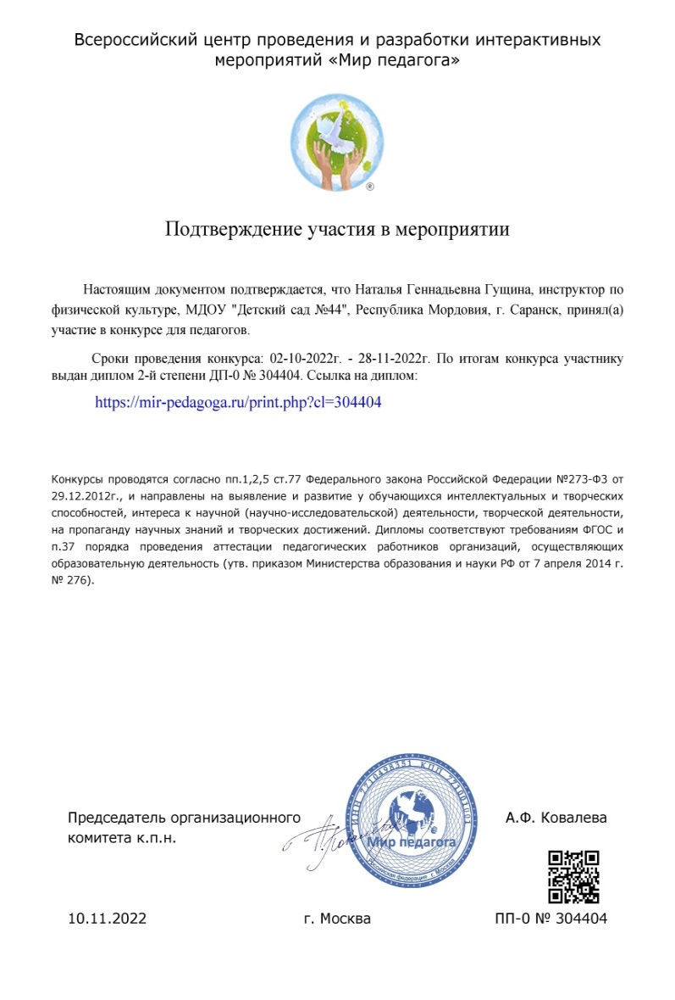 Всероссийский центр проведения и разработки интерактивных
мероприятий «Мир педагога»
®
Подтверждение участия в мероприятии
Настоящим документом подтверждается, что Наталья Геннадьевна Гущина, инструктор по
физической культуре, МДОУ "Детский сад №44", Республика Мордовия, г. Саранск, принял(а)
участие в конкурсе для педагогов.
Сроки проведения конкурса: 02-10-2022г. - 28-11-2022г. По итогам конкурса участнику
выдан диплом 2-й степени ДП-0 № 304404. Ссылка на диплом:
https://mir-pedagoga.ru/print.php?cl=304404
Конкурсы проводятся согласно пп.1,2,5 ст.77 Федерального закона Российской Федерации №273-ФЗ от
29.12.2012г., и направлены на выявление и развитие у обучающихся интеллектуальных и творческих
способностей, интереса к научной (научно-исследовательской) деятельности, творческой деятельности,
на пропаганду научных знаний и творческих достижений. Дипломы соответствуют требованиям ФГОС и
п.37 порядка проведения аттестации педагогических работников организаций, осуществляющих
образовательную деятельность (утв. приказом Министерства образования и науки РФ от 7 апреля 2014 г.
№ 276).
ИНН 7710498351 КПП 771001001
Председатель организационного
А.Ф. Ковалева
комитета к.п.н.
Мир педагога
Российская федерация г. Москва
10.11.2022
г. Москва
ПП-0 № 304404